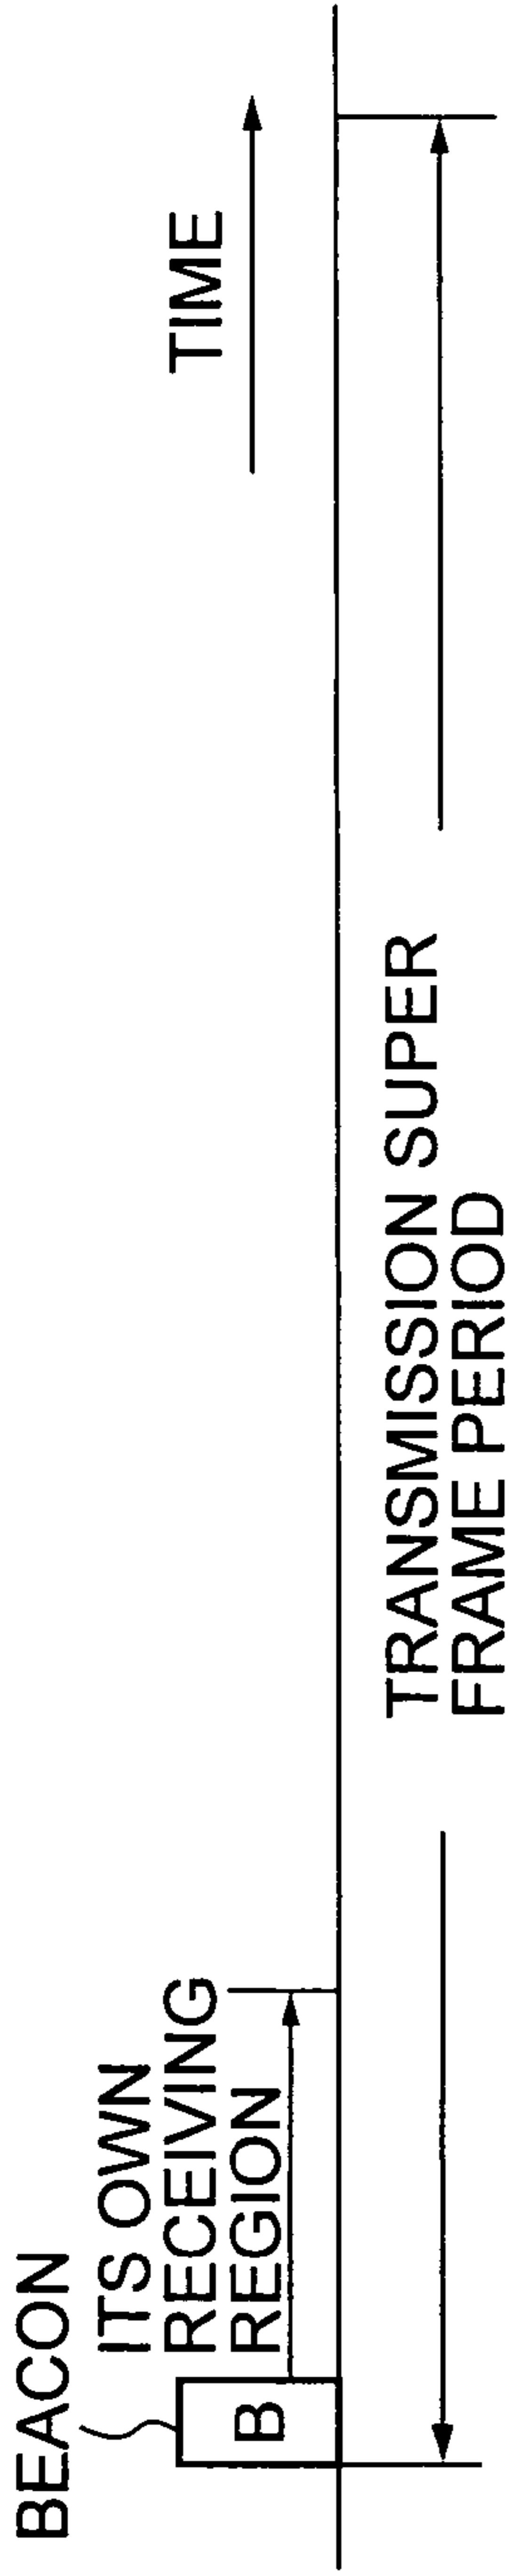 BEACON
ITS OWN
RECEIVING
REGION
B
TIME
TRANSMISSION SUPER
FRAME PERIOD